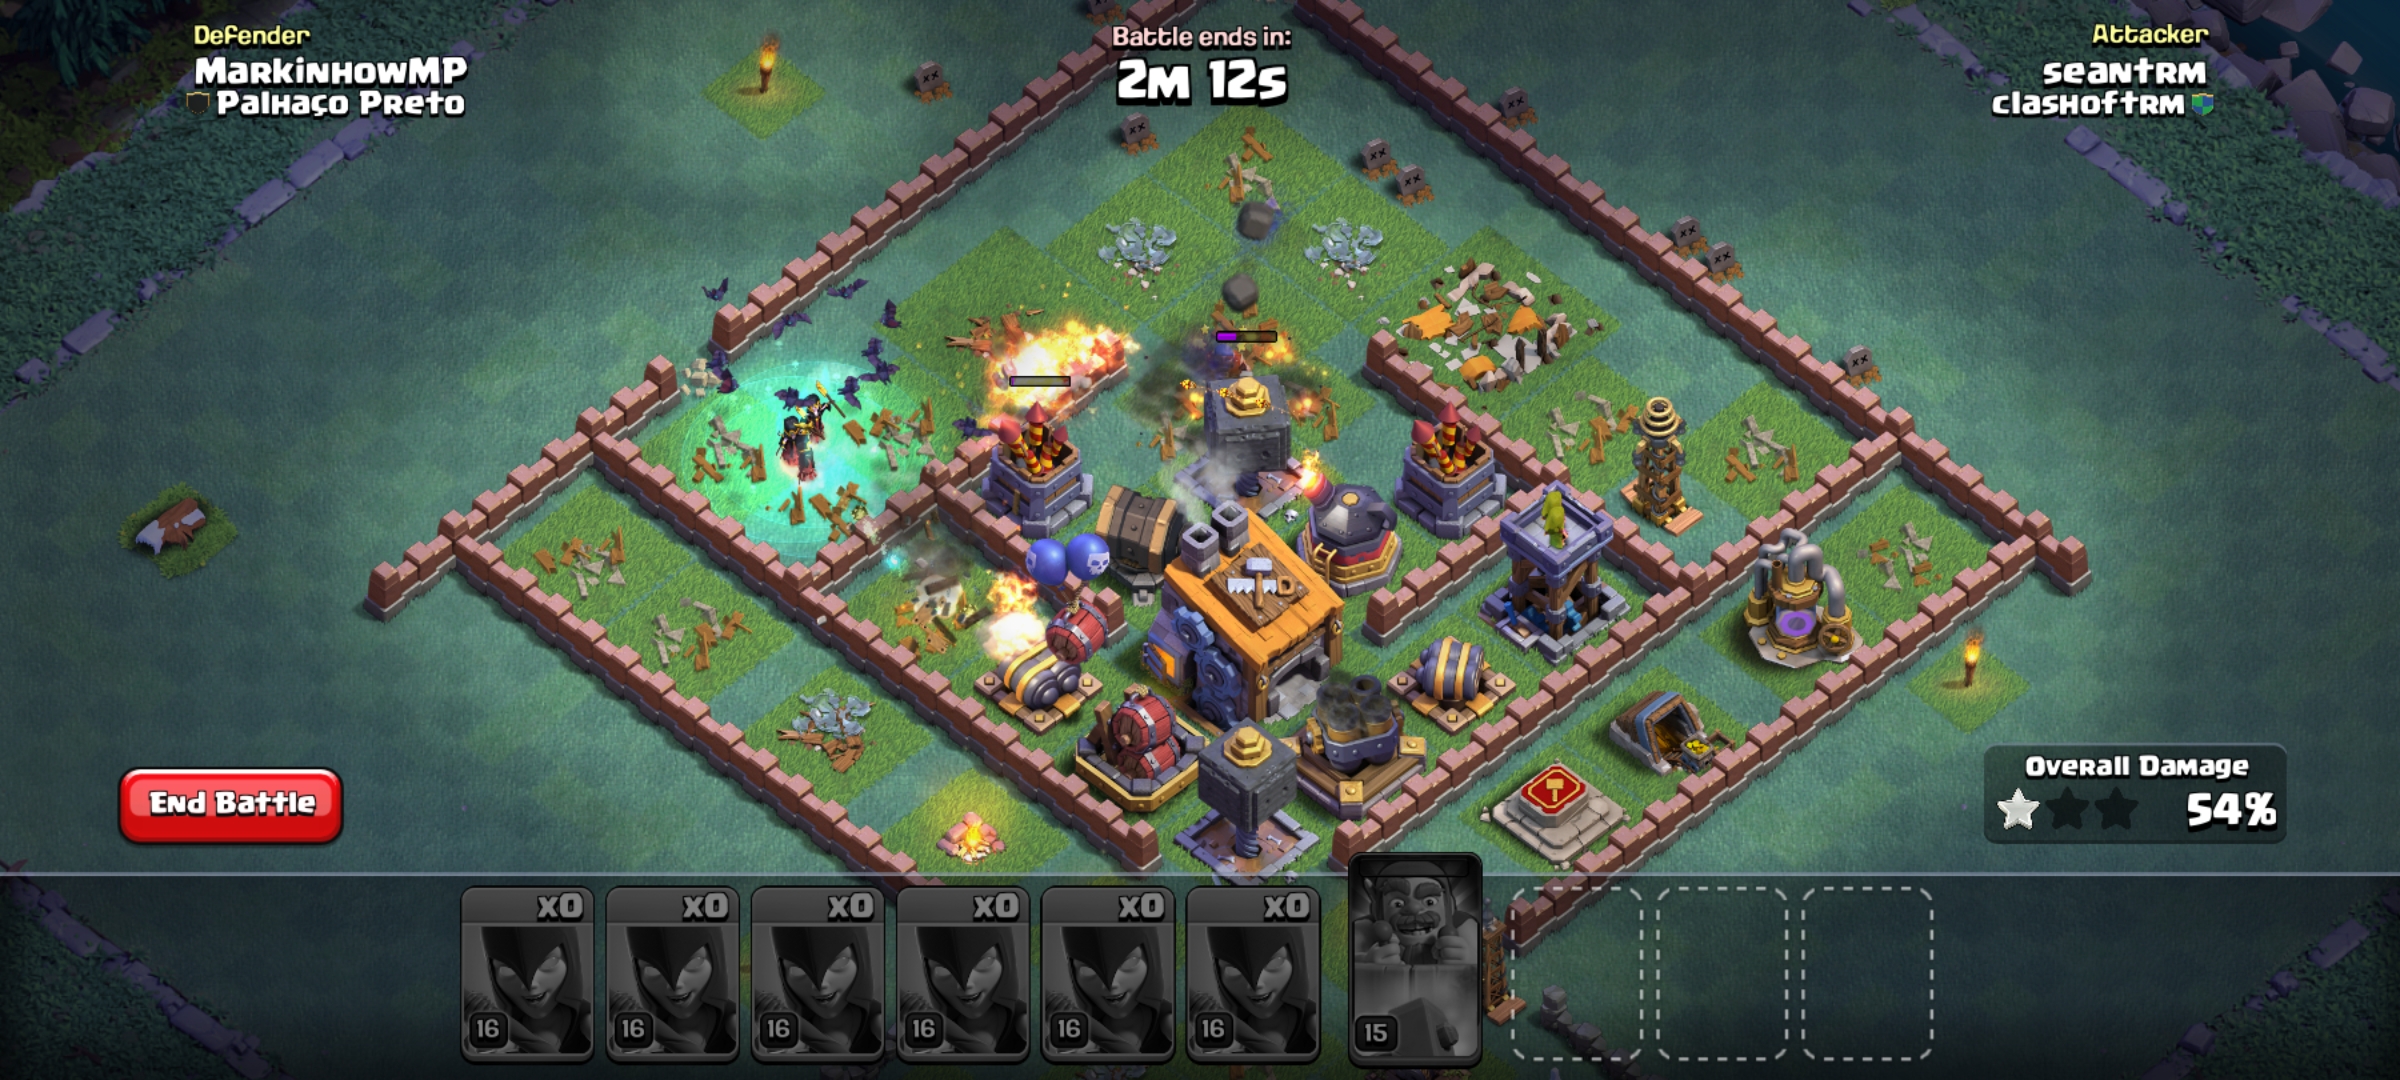 Defender
MarkinhowMP
Palhaço Preto
Battle ends in:
2M 12s
Attacker
seantrm
clashoftrm
End Battle
Overall Damage
54%
x0
x0
x0
x0
x0
x0
16
16
16
16
16
16
15